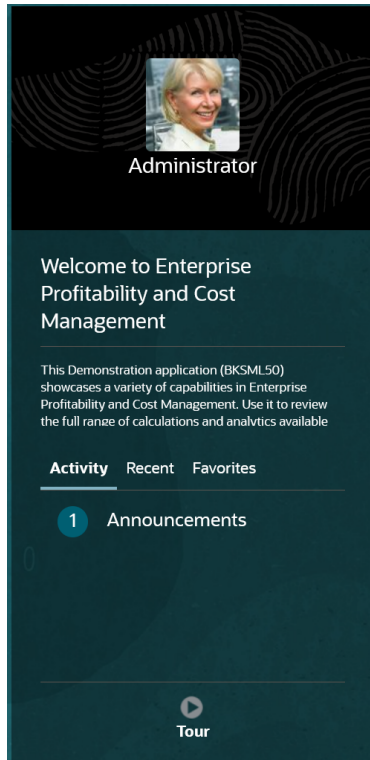 Administrator
Welcome to Enterprise
Profitability and Cost
Management
This Demonstration application (BKSML50)
showcases a variety of capabilities in Enterprise
Profitability and Cost Management. Use it to review
the full range of calculations and analytics available
Activity Recent Favorites
1 Announcements
Tour